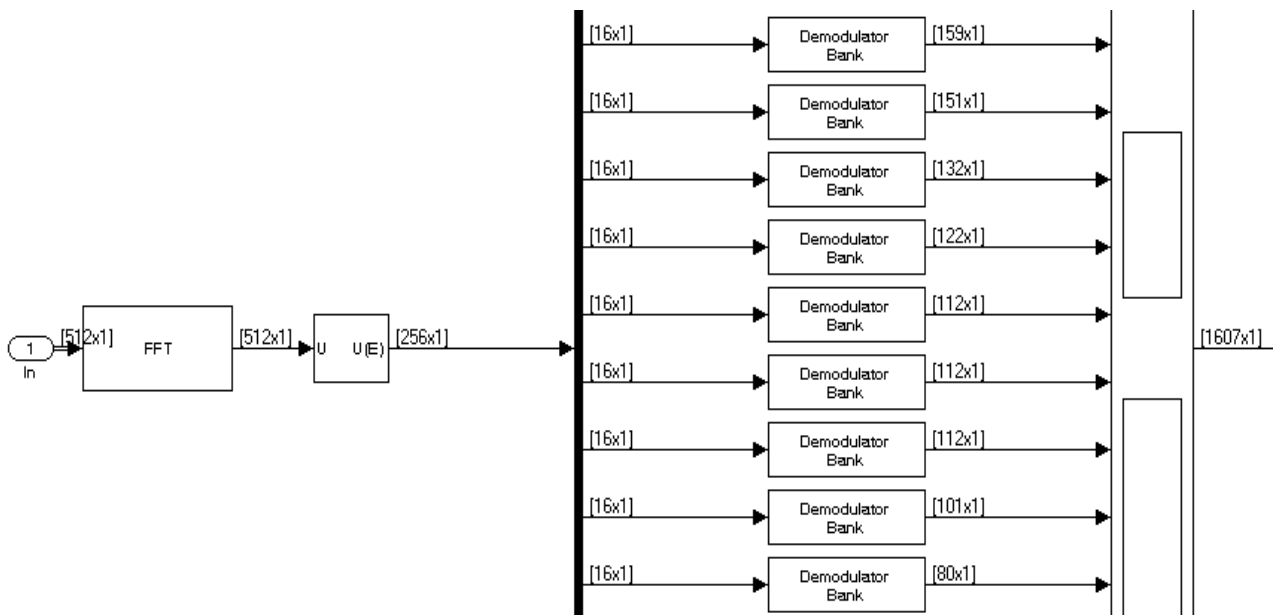 [16x1]
Demodulator
Bank
[159x1]
[16x1]
Demodulator
Bank
[151x1]
[16x1]
Demodulator
Bank
[132x1]
[16x1]
Demodulator
Bank
[122x1]
[16x1]
Demodulator
Bank
[112x1]
1
In
[512x1]
FFT
[512x1]
U U(E)
[256x1]
[1607x1]
[16x1]
Demodulator
Bank
[112x1]
[16x1]
Demodulator
Bank
[112x1]
[16x1]
Demodulator
Bank
[101x1]
[16x1]
Demodulator
Bank
[80x1]